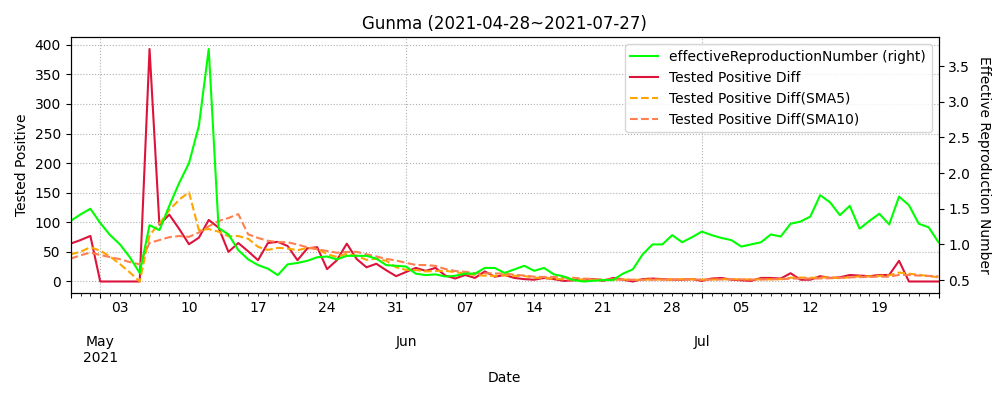 Gunma (2021-04-28~2021-07-27)
effectiveReproductionNumber (right)
Tested Positive Diff
Tested Positive Diff(SMA5)
Tested Positive Diff(SMA10)
Tested Positive
400
350
300
250
200
150
100
50
0
3.5
3.0
2.5
2.0
1.5
1.0
0.5
Effective Reproduction Number
03 10 17 24 31 07 14 21 28 05 12 19
May Jun Jul
2021
Date